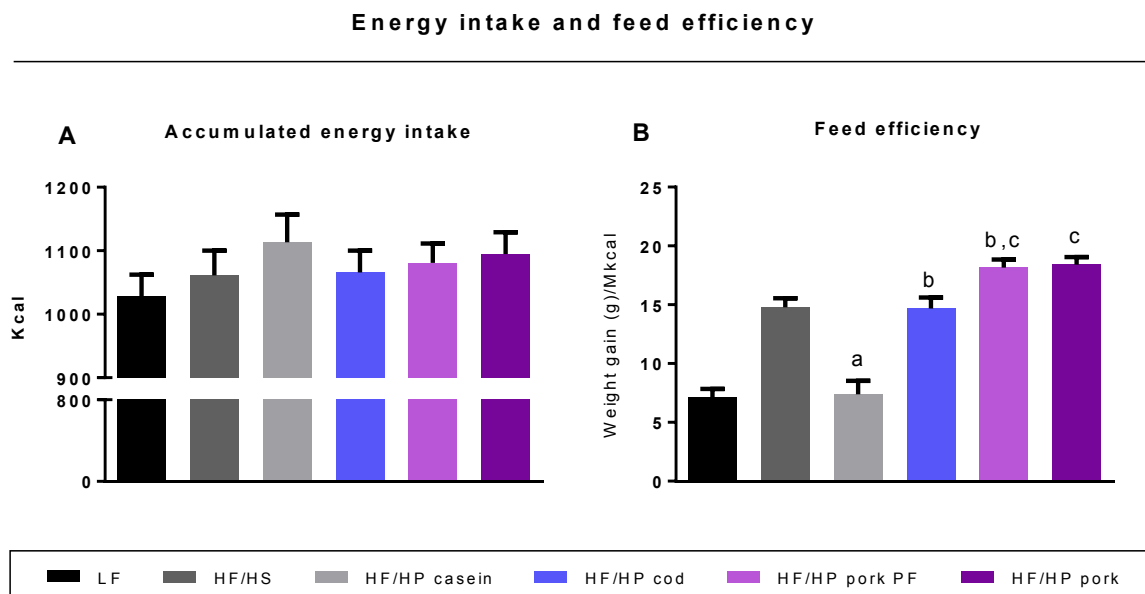 Energy intake and feed efficiency
A
Accumulated energy intake
Kcal
1200
1100
1000
900
800
0
B
Feed efficiency
Weight gain (g)/Mkcal
25
20
15
10
5
0
a
b
b,c
c
LF
HF/HS
HF/HP casein
HF/HP cod
HF/HP pork PF
HF/HP pork